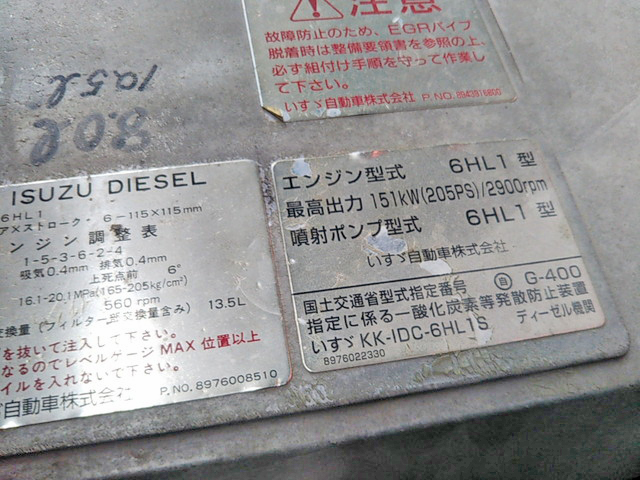 注意
故障防止のため、EGRパイプ
脱着時は整備要領書を参照の上、
必ず組付け手順を守って作業し
て下さい。
いすゞ自動車株式会社 P.NO. 8943918800
19.5ℓ
8.0ℓ
ISUZU DIESEL
6HL1
ア×ストローク 6-115×115mm
ンジン調整表
1-5-3-6-2-4
吸気0.4mm 排気0.4mm
上死点前 6°
16.1-20.1MPa(165-205kg/cm²)
560 rpm
交換量(フィルター部交換量含み) 13.5L
を抜いて注入して下さい。
なるのでレベルゲージMAX位置以上
イルを入れないで下さい。
P.NO. 8976008510
自動車株式会社
エンジン型式 6HL1 型
最高出力 151kW(205PS)/2900rpm
噴射ポンプ型式 6HL1 型
いすゞ自動車株式会社
国土交通省型式指定番号 自 G-400
指定に係る一酸化炭素等発散防止装置
いすゞ KK-IDC-6HL1S ディーゼル機関
8976022330